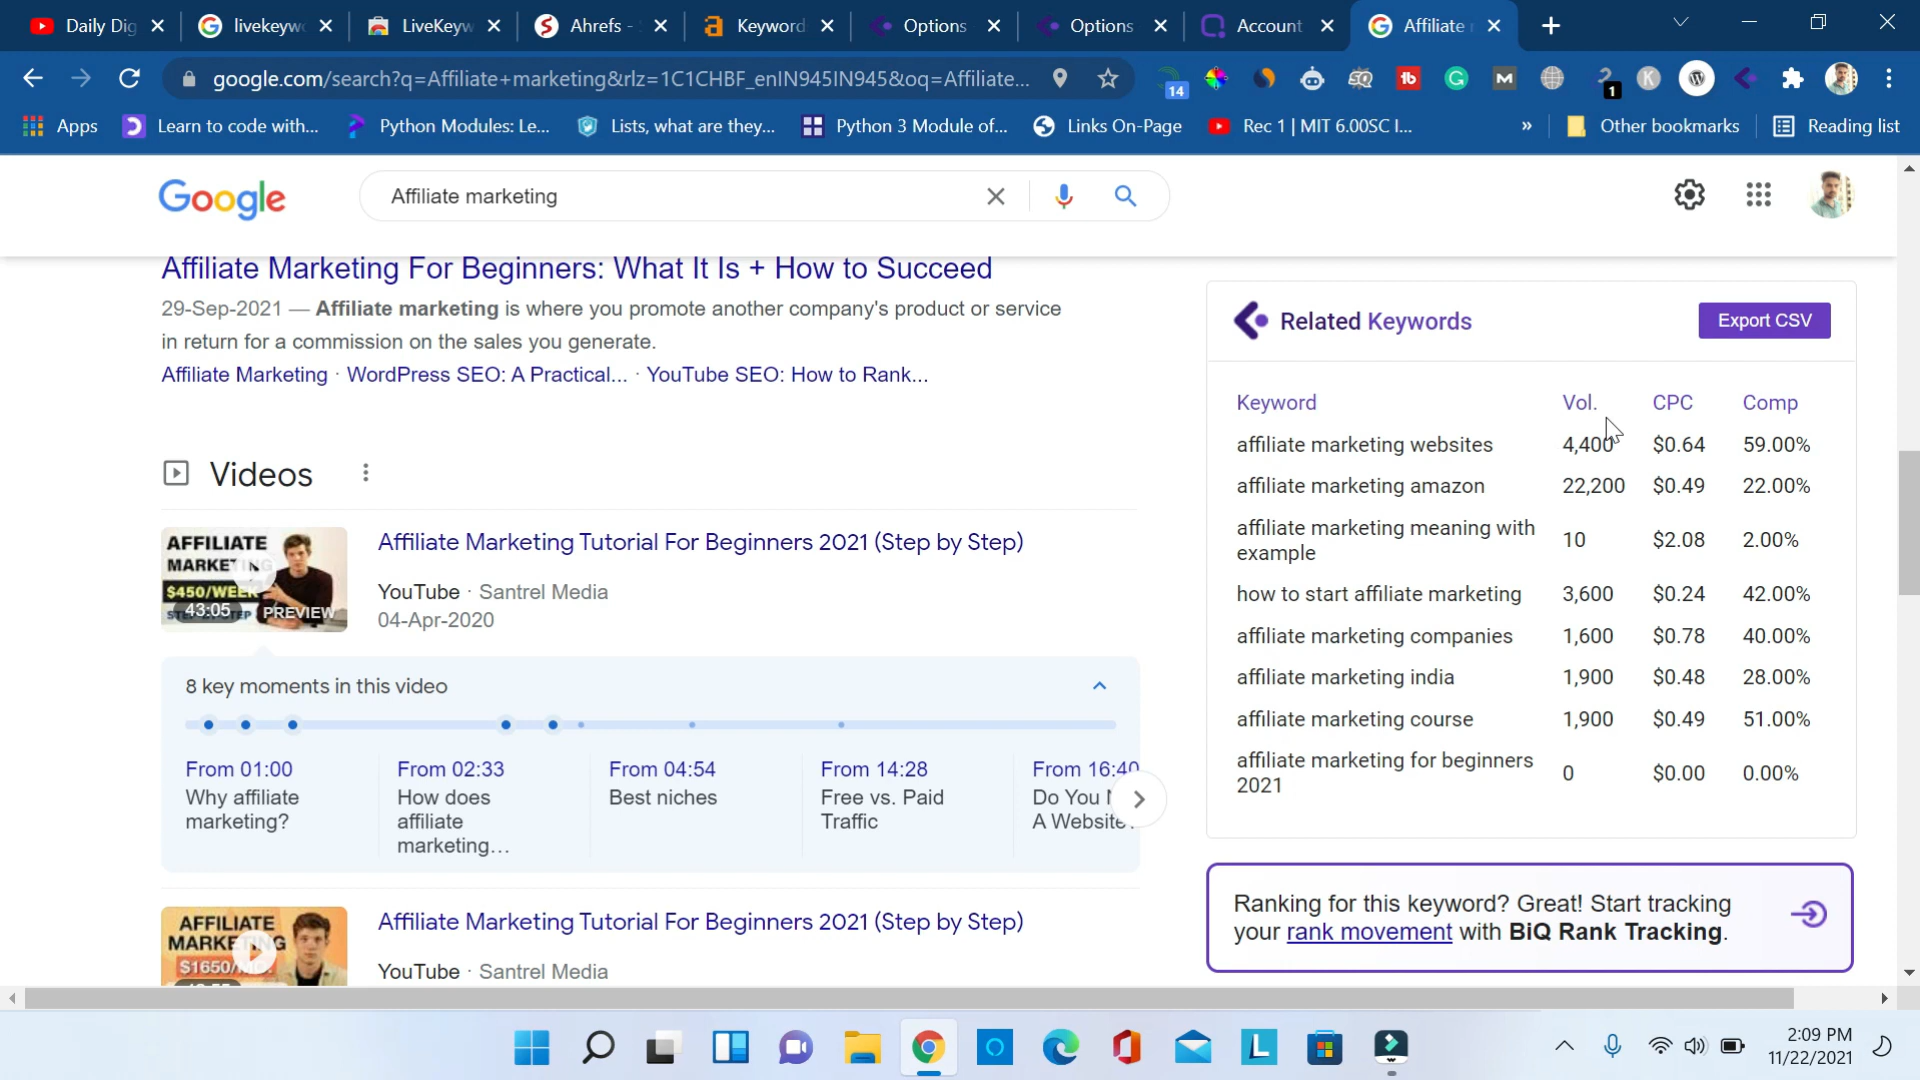 Daily Dig
livekeyw
LiveKeyw
Ahrefs -
Keyword
Options
Options
Account
Affiliate
google.com/search?q=Affiliate+marketing&rlz=1C1CHBF_enIN945IN945&oq=Affiliate...
14
1
Apps
Learn to code with...
Python Modules: Le...
Lists, what are they...
Python 3 Module of...
Links On-Page
Rec 1 | MIT 6.00SC I...
»
Other bookmarks
Reading list
Google
Affiliate marketing
Affiliate Marketing For Beginners: What It Is + How to Succeed
29-Sep-2021 — Affiliate marketing is where you promote another company's product or service
in return for a commission on the sales you generate.
Affiliate Marketing · WordPress SEO: A Practical... · YouTube SEO: How to Rank...
Videos
AFFILIATE
MARKETING
$450/WEEK
43:05
PREVIEW
Affiliate Marketing Tutorial For Beginners 2021 (Step by Step)
YouTube · Santrel Media
04-Apr-2020
8 key moments in this video
From 01:00
Why affiliate
marketing?
From 02:33
How does
affiliate
marketing...
From 04:54
Best niches
From 14:28
Free vs. Paid
Traffic
From 16:40
Do You
A Website
AFFILIATE
MARKETING
$1650/MO.
Affiliate Marketing Tutorial For Beginners 2021 (Step by Step)
YouTube · Santrel Media
Related Keywords
Export CSV
Keyword Vol. CPC Comp
affiliate marketing websites 4,400 $0.64 59.00%
affiliate marketing amazon 22,200 $0.49 22.00%
affiliate marketing meaning with
example 10 $2.08 2.00%
how to start affiliate marketing 3,600 $0.24 42.00%
affiliate marketing companies 1,600 $0.78 40.00%
affiliate marketing india 1,900 $0.48 28.00%
affiliate marketing course 1,900 $0.49 51.00%
affiliate marketing for beginners
2021 0 $0.00 0.00%
Ranking for this keyword? Great! Start tracking
your rank movement with BiQ Rank Tracking.
2:09 PM
11/22/2021